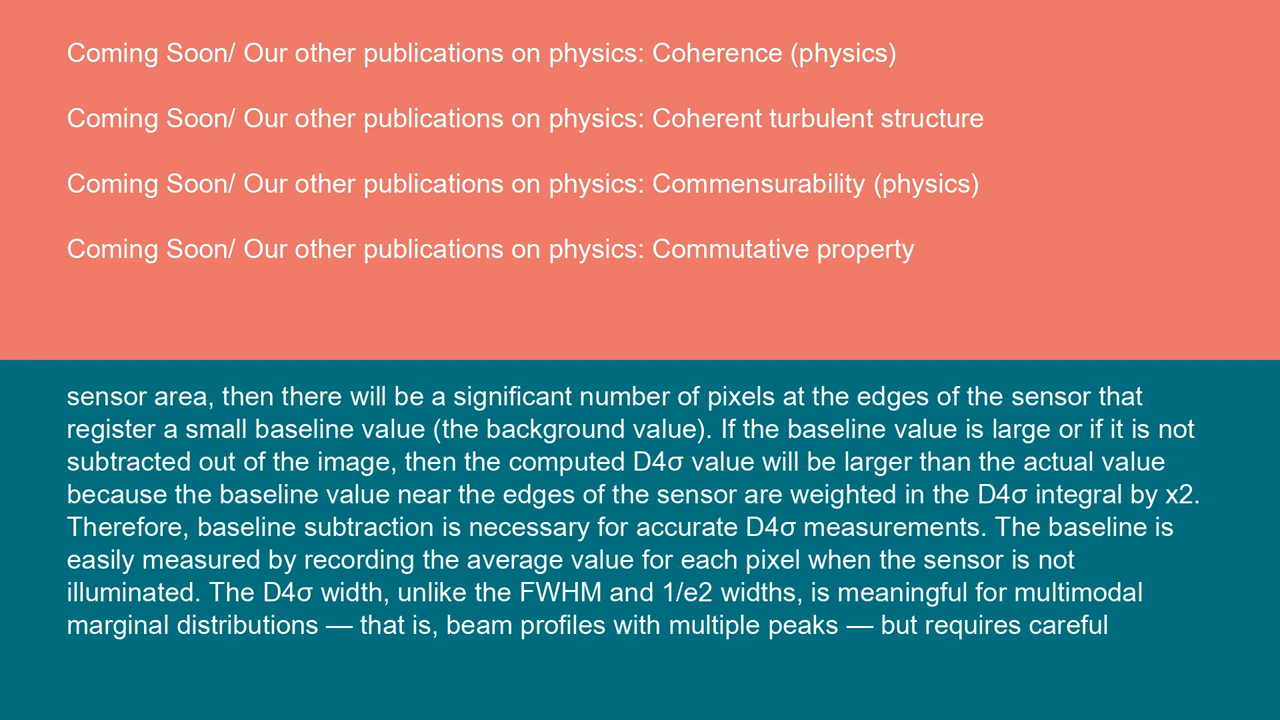 Coming Soon/ Our other publications on physics: Coherence (physics)
Coming Soon/ Our other publications on physics: Coherent turbulent structure
Coming Soon/ Our other publications on physics: Commensurability (physics)
Coming Soon/ Our other publications on physics: Commutative property
sensor area, then there will be a significant number of pixels at the edges of the sensor that
register a small baseline value (the background value). If the baseline value is large or if it is not
subtracted out of the image, then the computed D4σ value will be larger than the actual value
because the baseline value near the edges of the sensor are weighted in the D4σ integral by x2.
Therefore, baseline subtraction is necessary for accurate D4σ measurements. The baseline is
easily measured by recording the average value for each pixel when the sensor is not
illuminated. The D4σ width, unlike the FWHM and 1/e2 widths, is meaningful for multimodal
marginal distributions — that is, beam profiles with multiple peaks — but requires careful